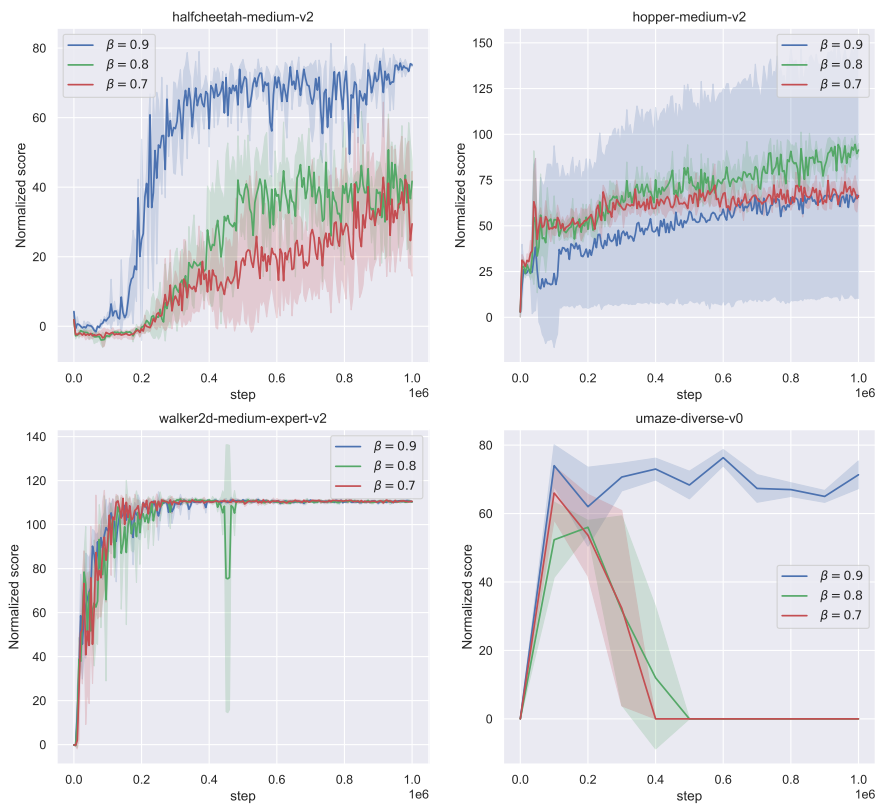 halfcheetah-medium-v2
Normalized score
80
60
40
20
0
β = 0.9
β = 0.8
β = 0.7
0.0 0.2 0.4 0.6 0.8 1.0
step
1e6
hopper-medium-v2
Normalized score
150
125
100
75
50
25
0
β = 0.9
β = 0.8
β = 0.7
0.0 0.2 0.4 0.6 0.8 1.0
step
1e6
walker2d-medium-expert-v2
Normalized score
140
120
100
80
60
40
20
0
β = 0.9
β = 0.8
β = 0.7
0.0 0.2 0.4 0.6 0.8 1.0
step
1e6
umaze-diverse-v0
Normalized score
80
60
40
20
0
β = 0.9
β = 0.8
β = 0.7
0.0 0.2 0.4 0.6 0.8 1.0
step
1e6